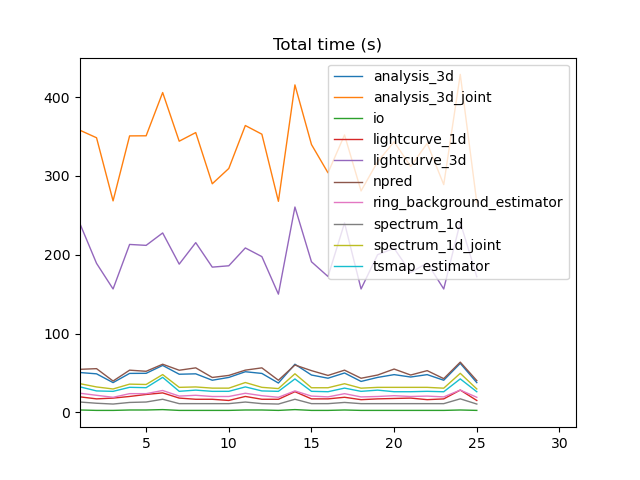 Total time (s)
400
300
200
100
0
5
10
15
20
25
30
analysis_3d
analysis_3d_joint
io
lightcurve_1d
lightcurve_3d
npred
ring_background_estimator
spectrum_1d
spectrum_1d_joint
tsmap_estimator